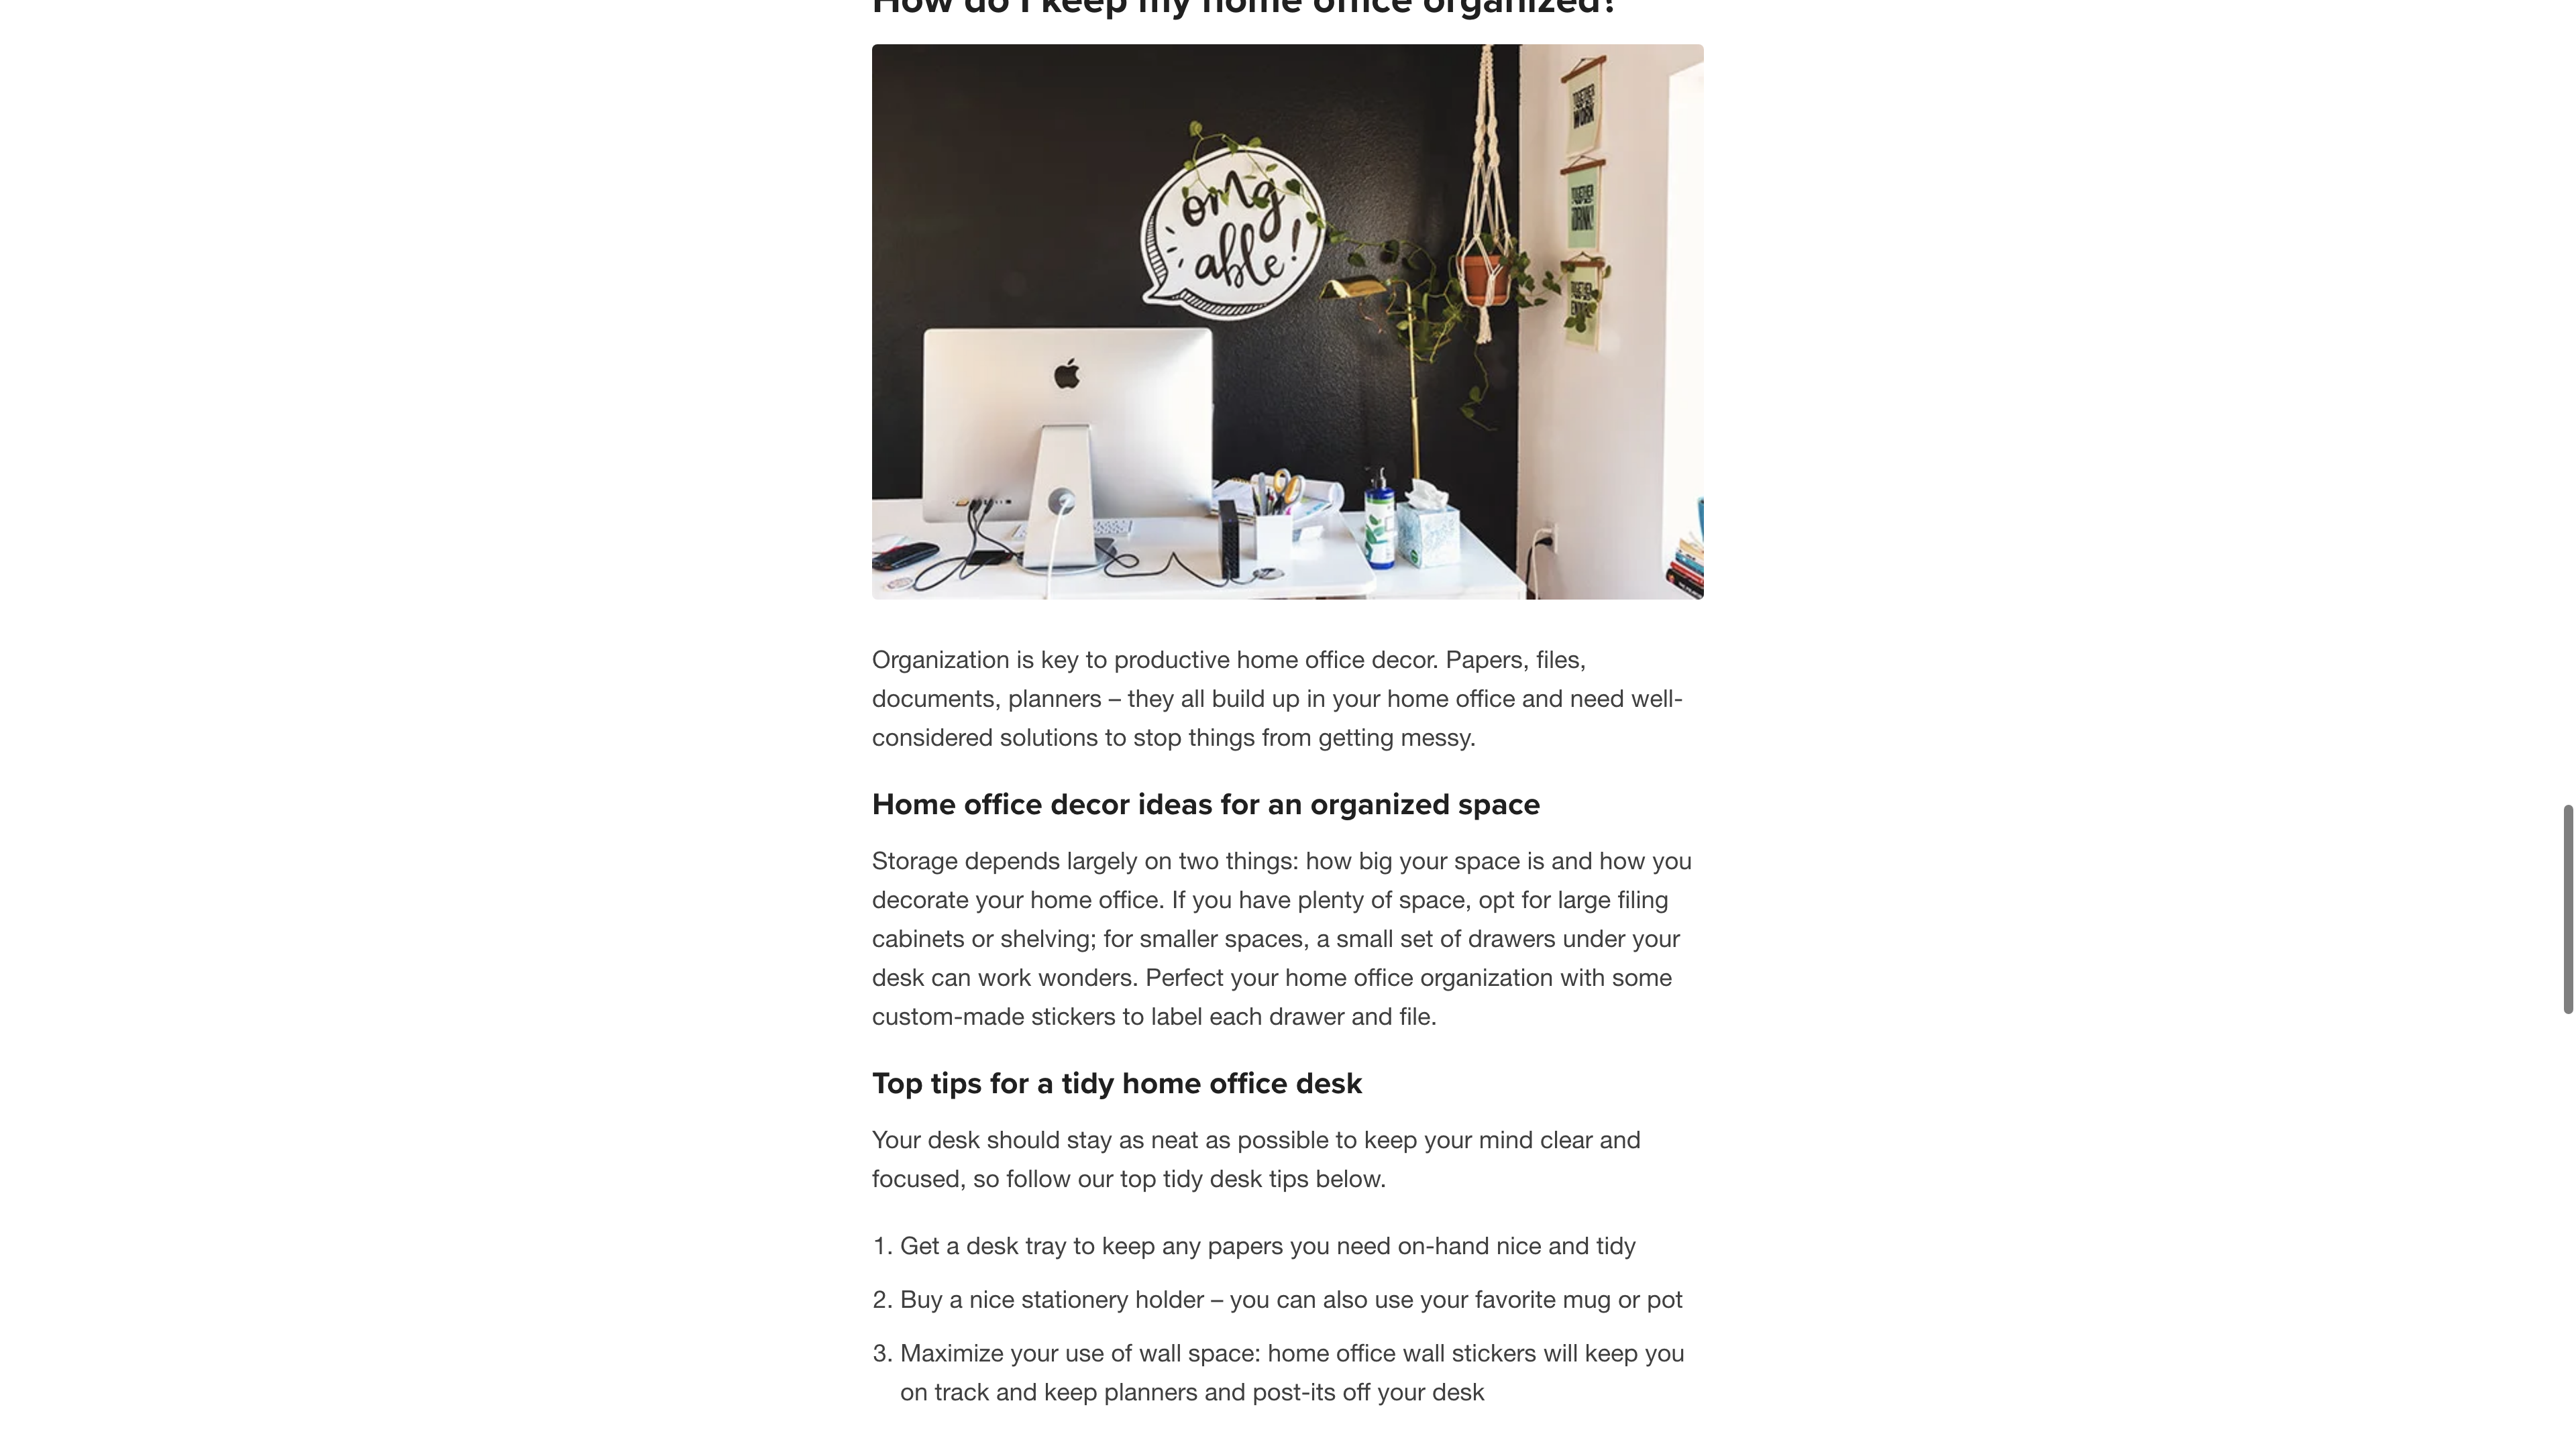 How do I keep my home office organized?
omg
able!
TOGETHER
WORK
TOGETHER
DRINK!
TOGETHER
Organization is key to productive home office decor. Papers, files,
documents, planners – they all build up in your home office and need well-
considered solutions to stop things from getting messy.
Home office decor ideas for an organized space
Storage depends largely on two things: how big your space is and how you
decorate your home office. If you have plenty of space, opt for large filing
cabinets or shelving; for smaller spaces, a small set of drawers under your
desk can work wonders. Perfect your home office organization with some
custom-made stickers to label each drawer and file.
Top tips for a tidy home office desk
Your desk should stay as neat as possible to keep your mind clear and
focused, so follow our top tidy desk tips below.
1. Get a desk tray to keep any papers you need on-hand nice and tidy
2. Buy a nice stationery holder – you can also use your favorite mug or pot
3. Maximize your use of wall space: home office wall stickers will keep you
on track and keep planners and post-its off your desk